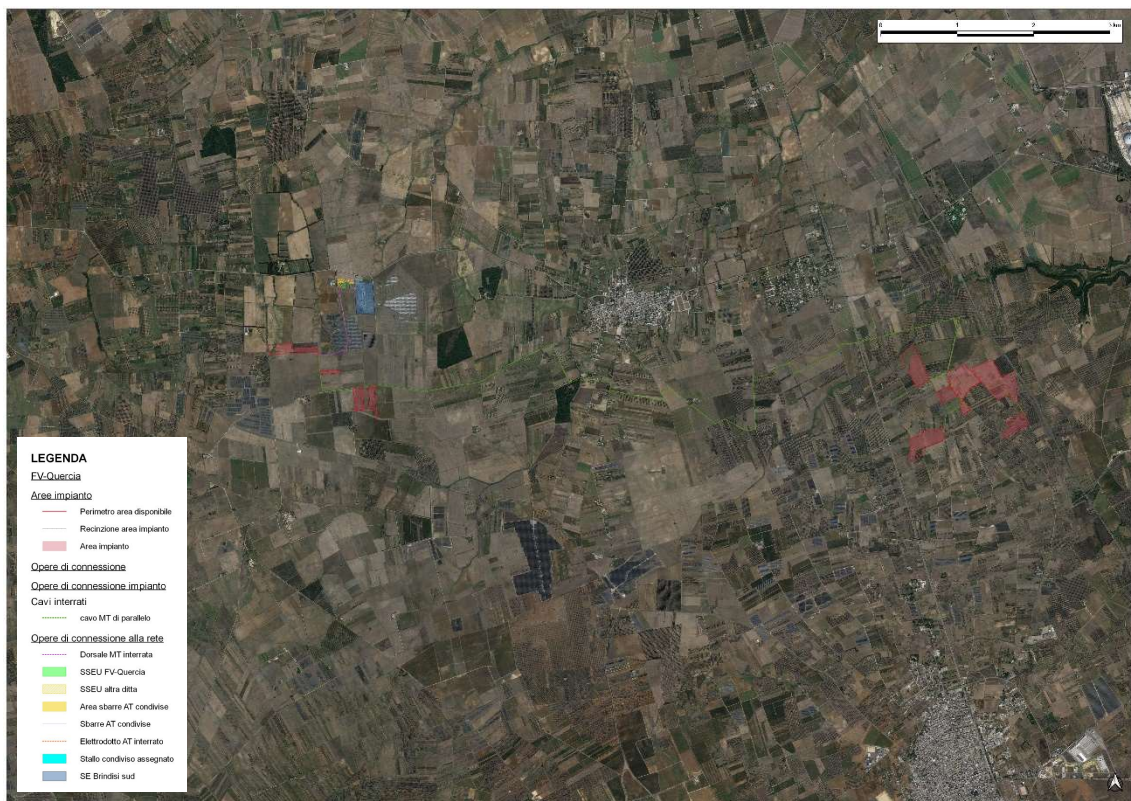 0 1 2 3 km
LEGENDA
FV-Quercia
Aree impianto
Perimetro area disponibile
Recinzione area impianto
Area impianto
Opere di connessione
Opere di connessione impianto
Cavi interrati
cavo MT di parallelo
Opere di connessione alla rete
Dorsale MT interrata
SSEU FV-Quercia
SSEU altra ditta
Area sbarre AT condivise
Sbarre AT condivise
Elettrodotto AT interrato
Stallo condiviso assegnato
SE Brindisi sud